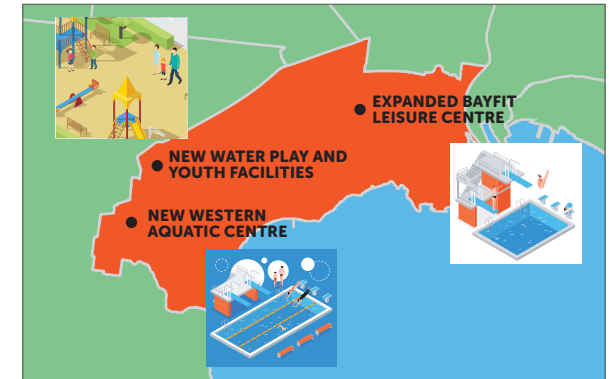 EXPANDED BAYFIT
LEISURE CENTRE
NEW WATER PLAY AND
YOUTH FACILITIES
NEW WESTERN
AQUATIC CENTRE